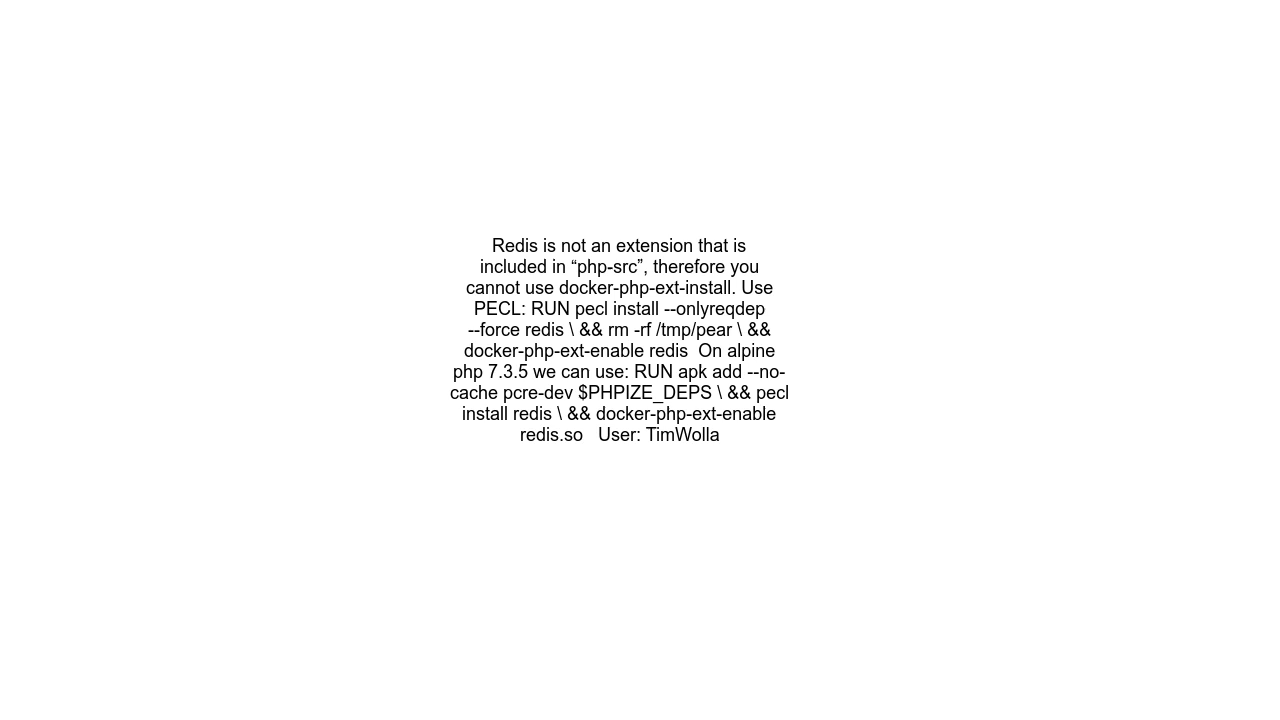 Redis is not an extension that is
included in “php-src”, therefore you
cannot use docker-php-ext-install. Use
PECL: RUN pecl install --onlyreqdep
--force redis \ && rm -rf /tmp/pear \ &&
docker-php-ext-enable redis  On alpine
php 7.3.5 we can use: RUN apk add --no-
cache pcre-dev $PHPIZE_DEPS \ && pecl
install redis \ && docker-php-ext-enable
redis.so   User: TimWolla